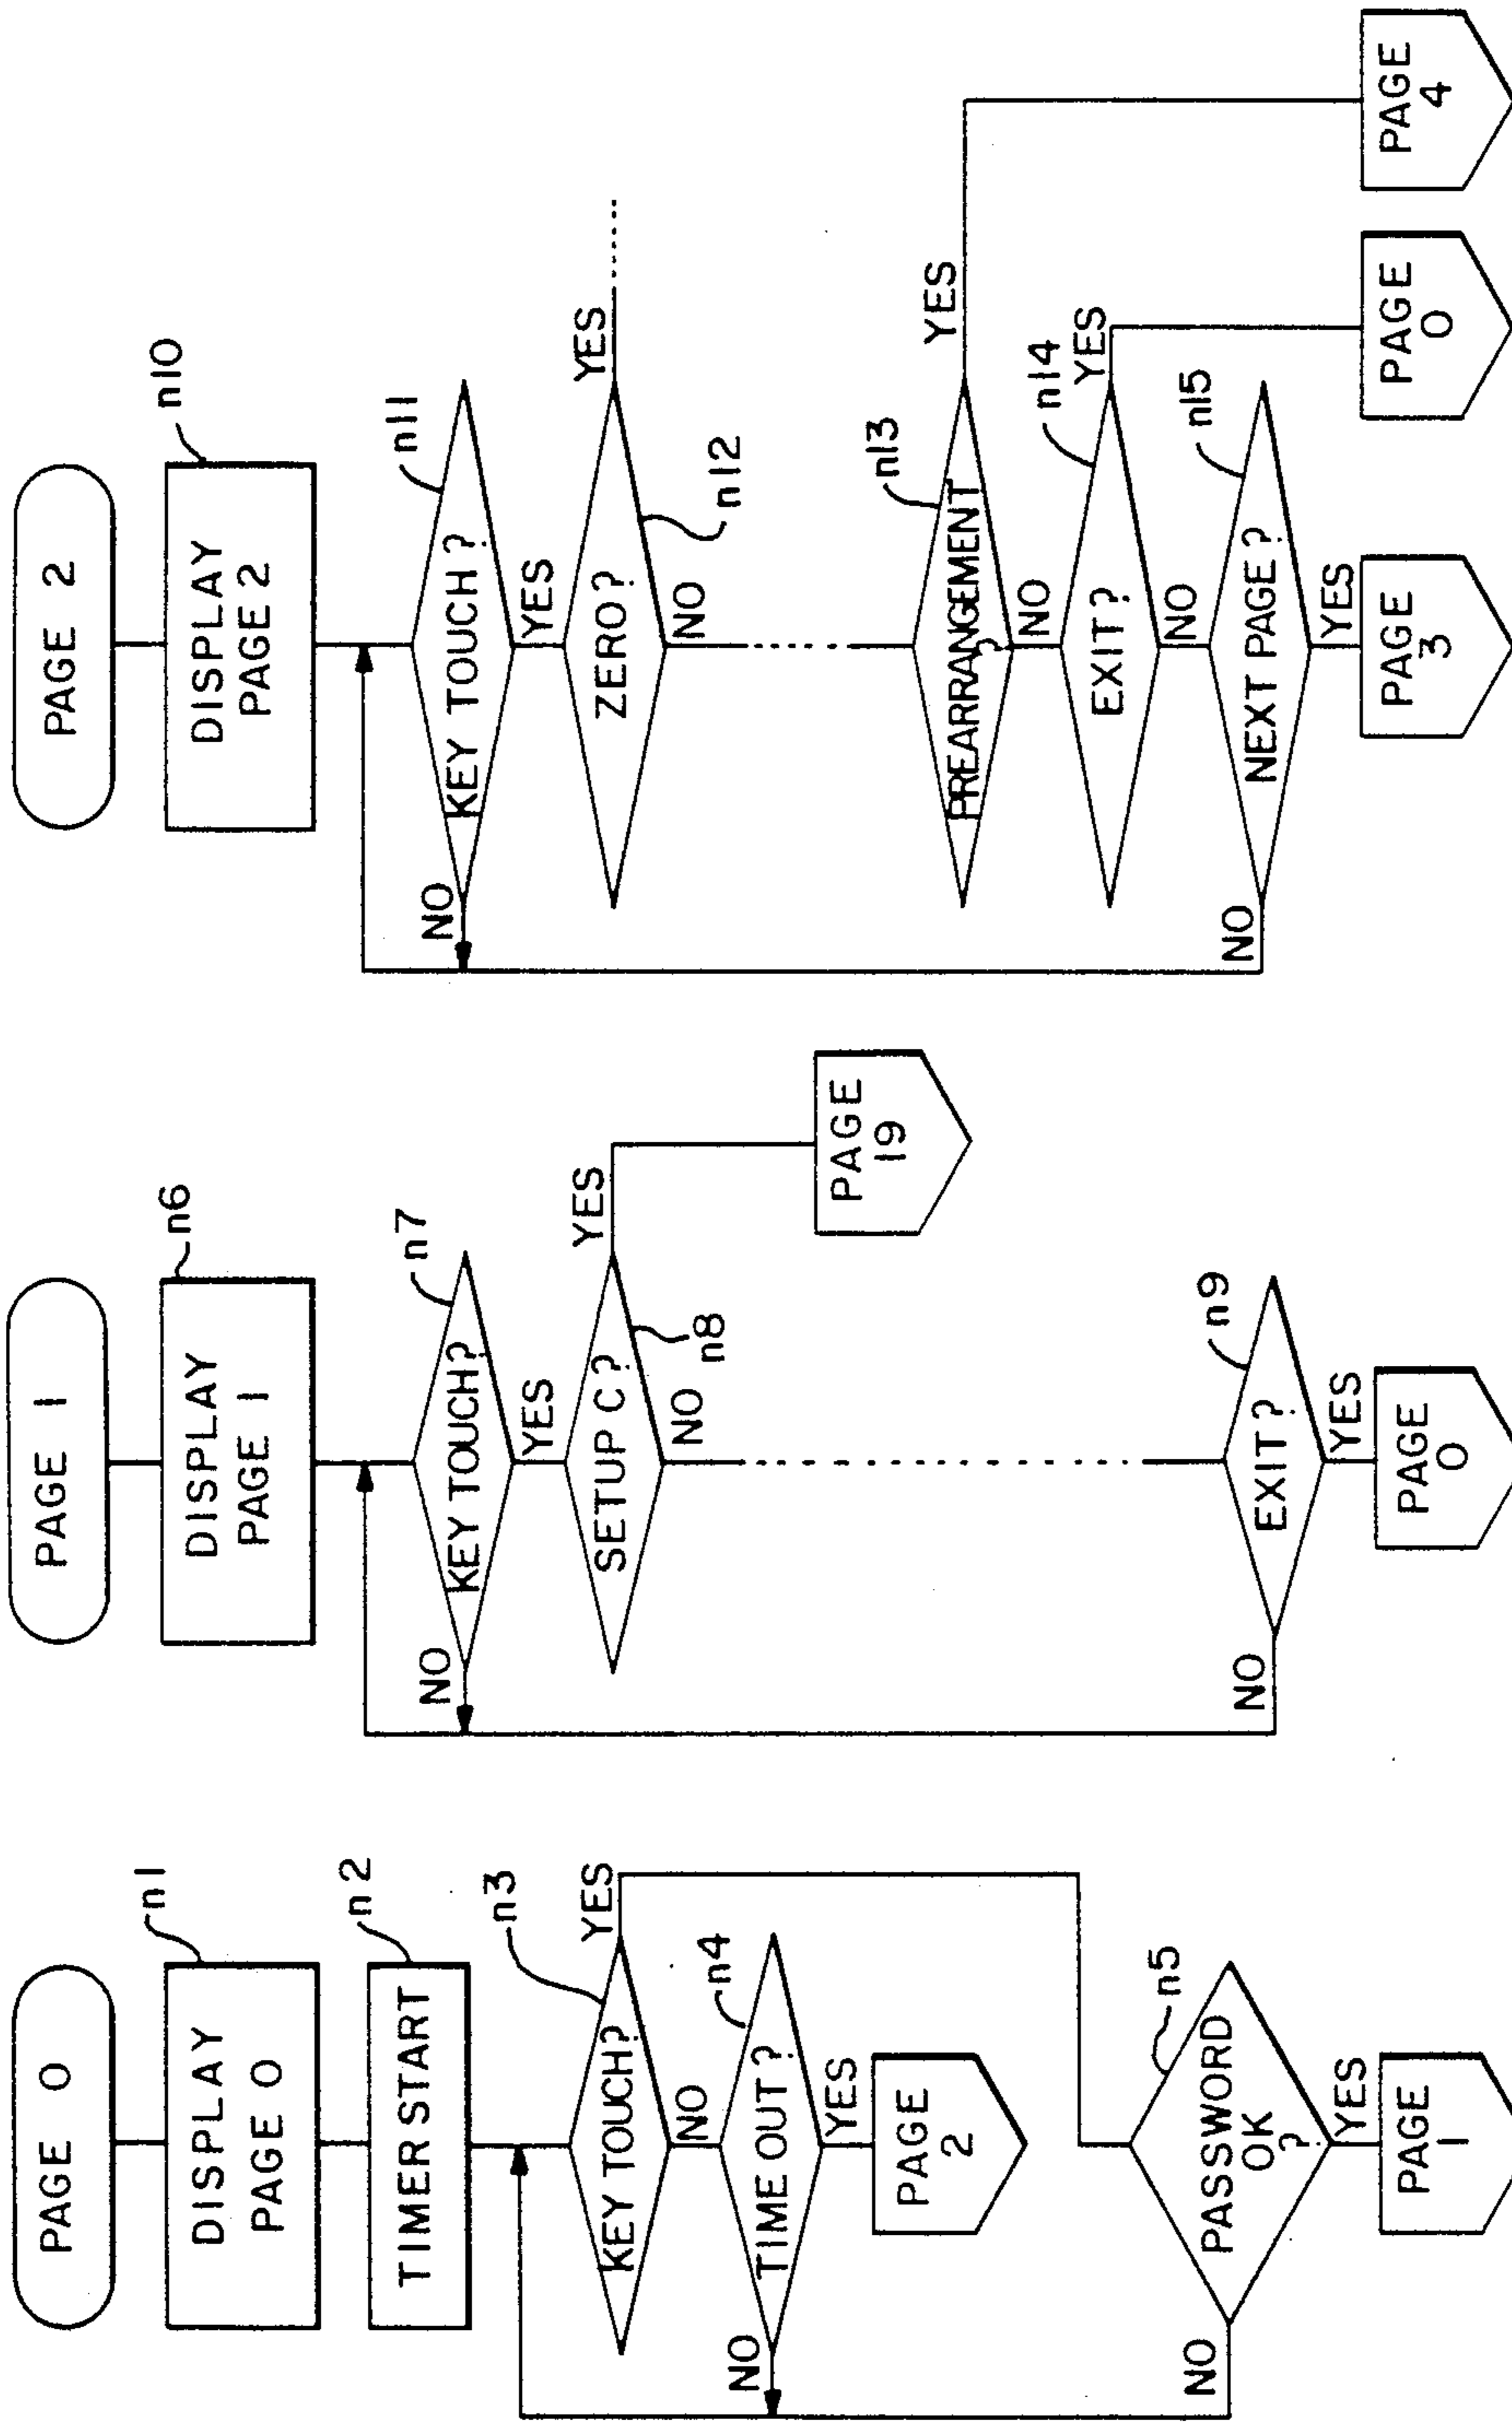 PAGE 0
n1
DISPLAY
PAGE 0
n2
TIMER START
n3
KEY TOUCH?
YES
NO
n4
TIME OUT?
NO
YES
PAGE
2
n5
PASSWORD
OK
?
NO
YES
PAGE
1
PAGE 1
n6
DISPLAY
PAGE 1
n7
KEY TOUCH?
NO
YES
SETUP C?
YES
n8
NO
PAGE
19
n9
EXIT?
NO
YES
PAGE
0
PAGE 2
n10
DISPLAY
PAGE 2
n11
KEY TOUCH?
NO
YES
ZERO?
YES
n12
NO
n13
PREARRANGEMENT
?
YES
NO
n14
EXIT?
YES
NO
n15
NEXT PAGE?
NO
YES
PAGE
3
PAGE
0
PAGE
4